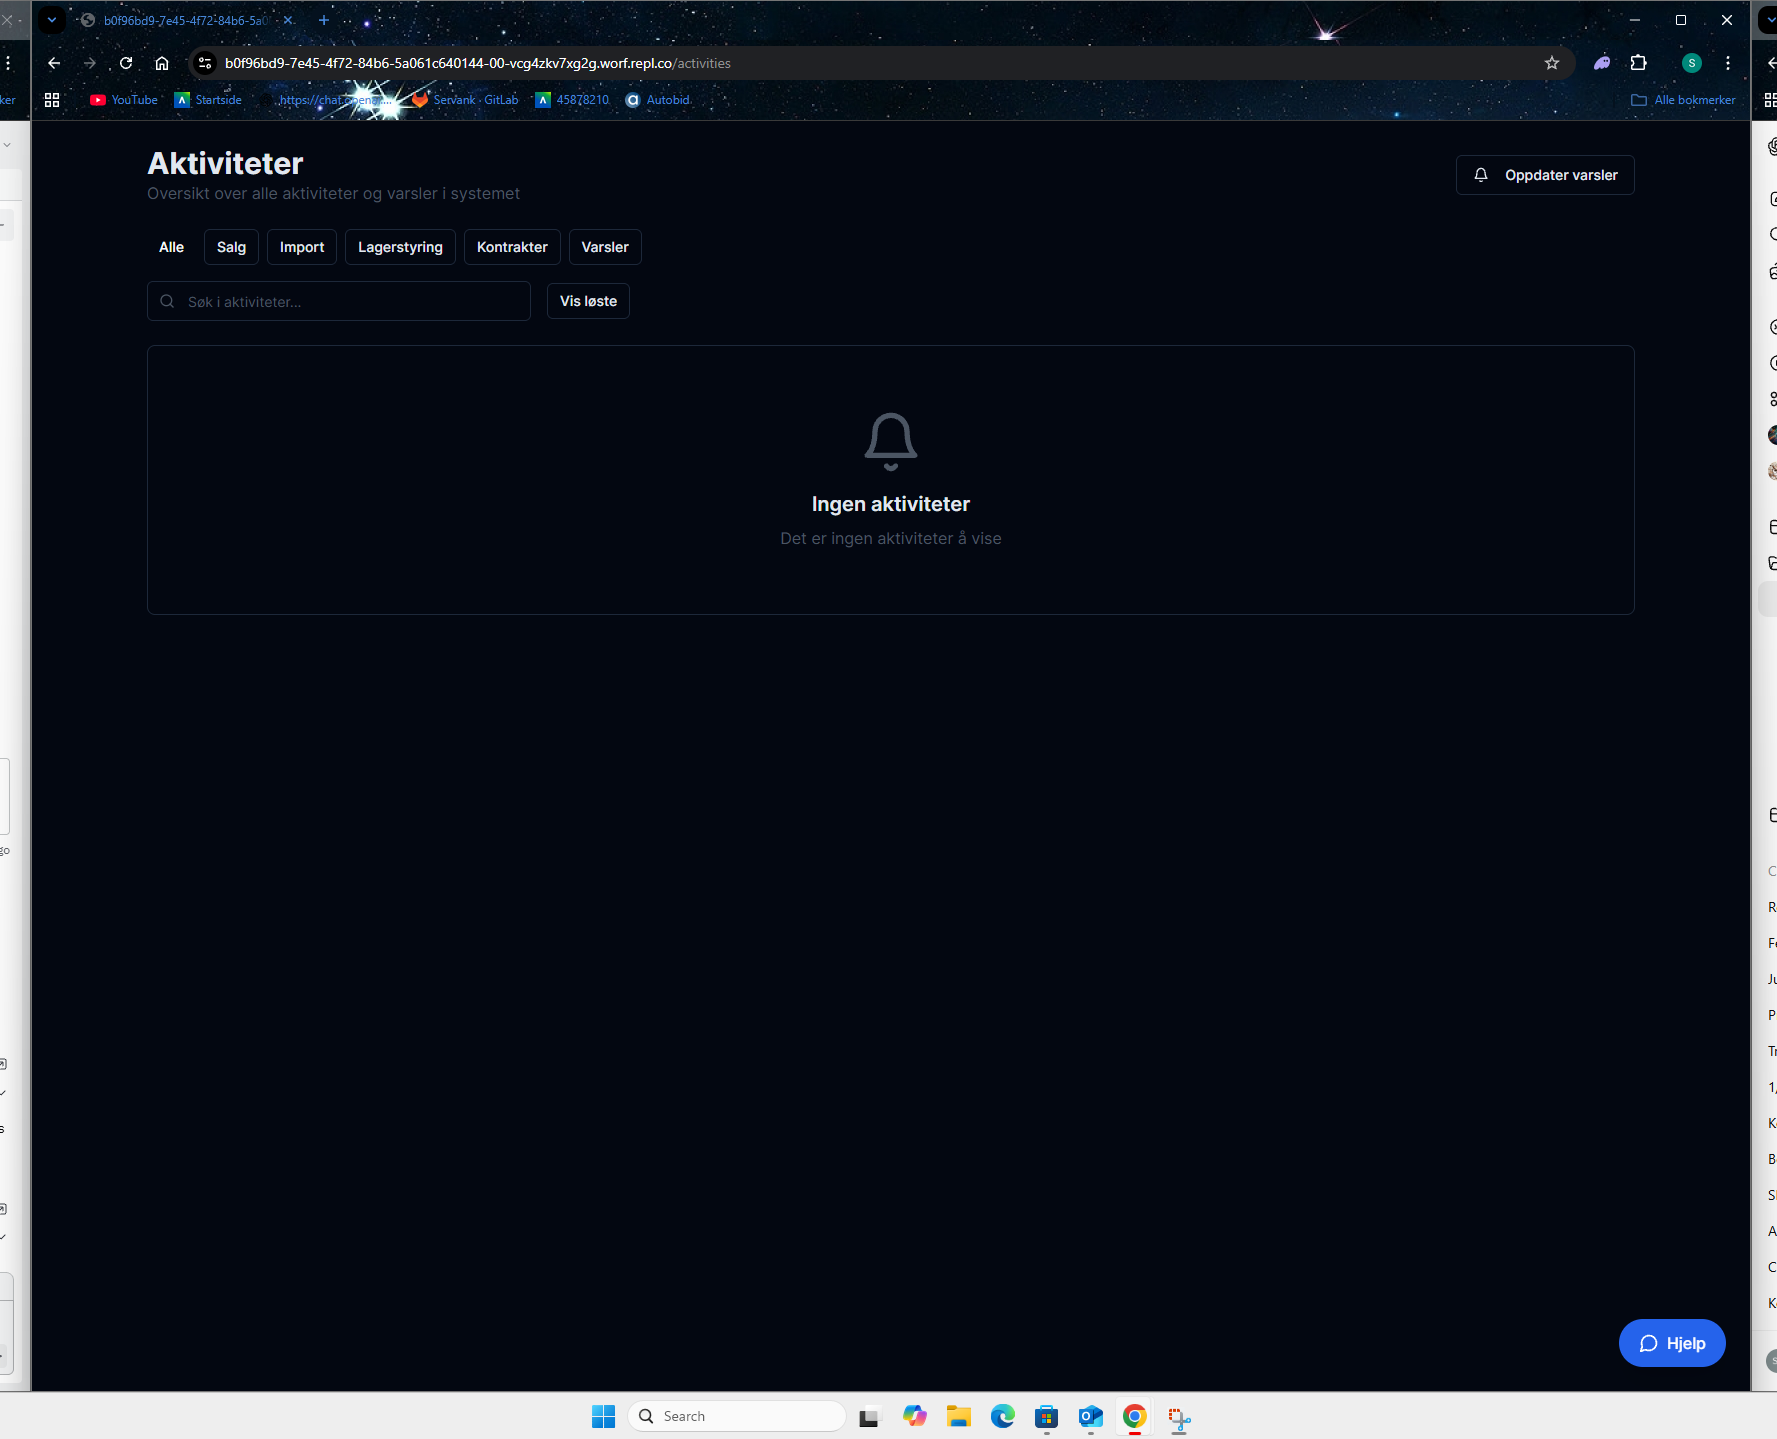 b0f96bd9-7e45-4f72-84b6-5a0
b0f96bd9-7e45-4f72-84b6-5a061c640144-00-vcg4zkv7xg2g.worf.repl.co/activities
S
YouTube
Startside
https://chat.openai....
Servank · GitLab
45878210
Autobid
Alle bokmerker
Aktiviteter
Oversikt over alle aktiviteter og varsler i systemet
Oppdater varsler
Alle
Salg
Import
Lagerstyring
Kontrakter
Varsler
Søk i aktiviteter...
Vis løste
Ingen aktiviteter
Det er ingen aktiviteter å vise
Hjelp
Search